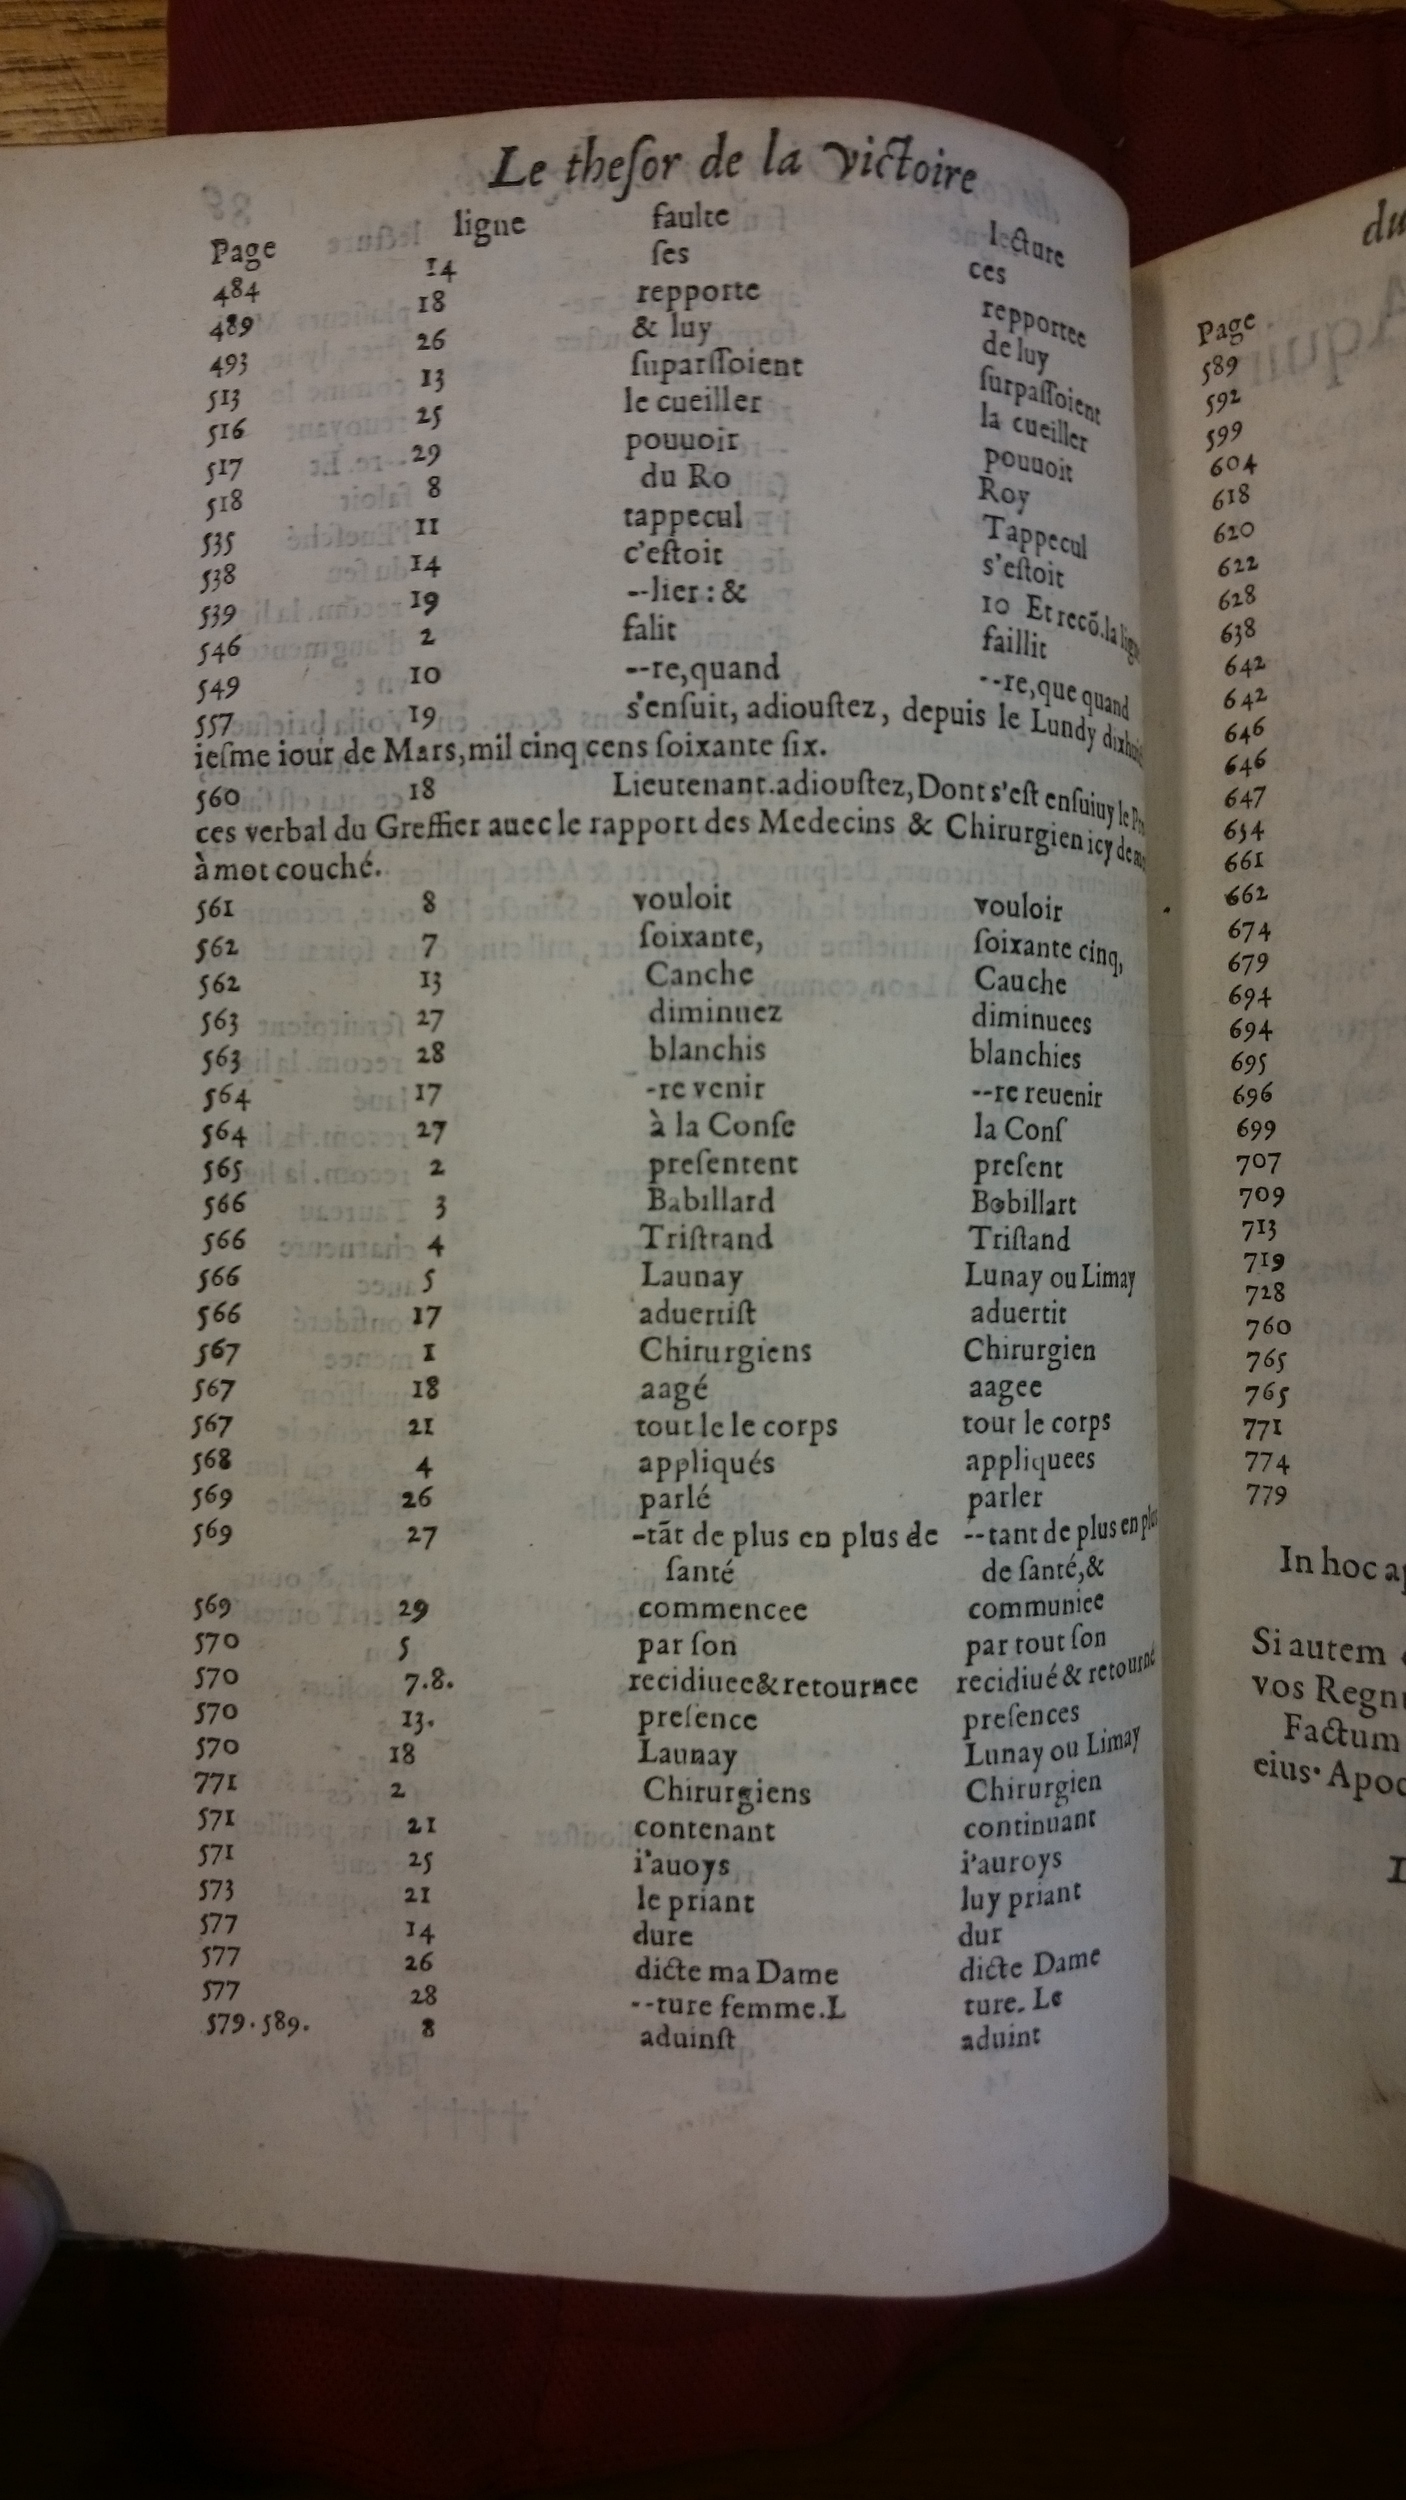 Le theſor de la victoire
Page ligne faulte lecture
484 14 ſes ces
489 18 repporte repportee
493 26 & luy de luy
513 13 ſuparſſoient ſurpaſſoient
516 25 le cueiller la cueiller
517 29 pouuoir pouuoit
518 8 du Ro Roy
535 11 tappecul Tappecul
538 14 c'eſtoit s'eſtoit
539 19 --lier : & 10 Et recõ.la ligne
546 2 falit faillit
549 10 --re,quand --re,que quand
557 19 s'enſuit, adiouſtez, depuis le Lundy dixhuict
ieſme iour de Mars,mil cinq cens ſoixante ſix.
560 18 Lieutenant.adiouſtez,Dont s'eſt enſuiuy le Pro
ces verbal du Greffier auec le rapport des Medecins & Chirurgien icy de
à mot couché.
561 8 vouloit vouloir
562 7 ſoixante, ſoixante cinq,
562 13 Canche Cauche
563 27 diminuez diminuees
563 28 blanchis blanchies
564 17 -re venir --re reuenir
564 27 à la Conſe la Conſ
565 2 preſentent preſent
566 3 Babillard Bobillart
566 4 Triſtrand Triſtand
566 5 Launay Lunay ou Limay
566 17 aduertiſt aduertit
567 1 Chirurgiens Chirurgien
567 18 aagé aagee
567 21 tout le le corps tout le corps
568 4 appliqués appliquees
569 26 parlé parler
569 27 -tãt de plus en plus de --tant de plus en plus
ſanté de ſanté,&
569 29 commencee communiee
570 5 par ſon par tout ſon
570 7.8. recidiuee&retournee recidiué & retourné
570 13. preſence preſences
570 18 Launay Lunay ou Limay
771 2 Chirurgiens Chirurgien
571 21 contenant continuant
571 25 i'auoys i'auroys
573 21 le priant luy priant
577 14 dure dur
577 26 dicte ma Dame dicte Dame
577 28 --ture femme.L ture. Le
579.589. 8 aduinſt aduint
du
Page
589
592
599
604
618
620
622
628
638
642
642
646
646
647
654
661
662
674
679
694
694
695
696
699
707
709
713
719
728
760
765
765
771
774
779
In hoc
Si autem
vos Regn
Factum
eius. Apoc